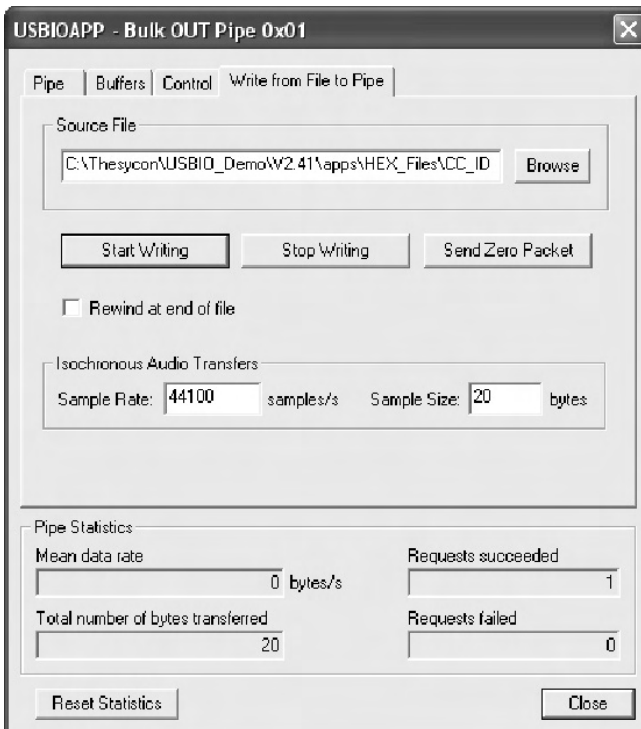 USBIOAPP - Bulk OUT Pipe 0x01
Pipe Buffers Control Write from File to Pipe
Source File
C:\Thesycon\USBIO_Demo\V2.41\apps\HEX_Files\CC_ID Browse
Start Writing Stop Writing Send Zero Packet
Rewind at end of file
Isochronous Audio Transfers
Sample Rate: 44100 samples/s Sample Size: 20 bytes
Pipe Statistics
Mean data rate Requests succeeded
0 bytes/s 1
Total number of bytes transferred Requests failed
20 0
Reset Statistics Close